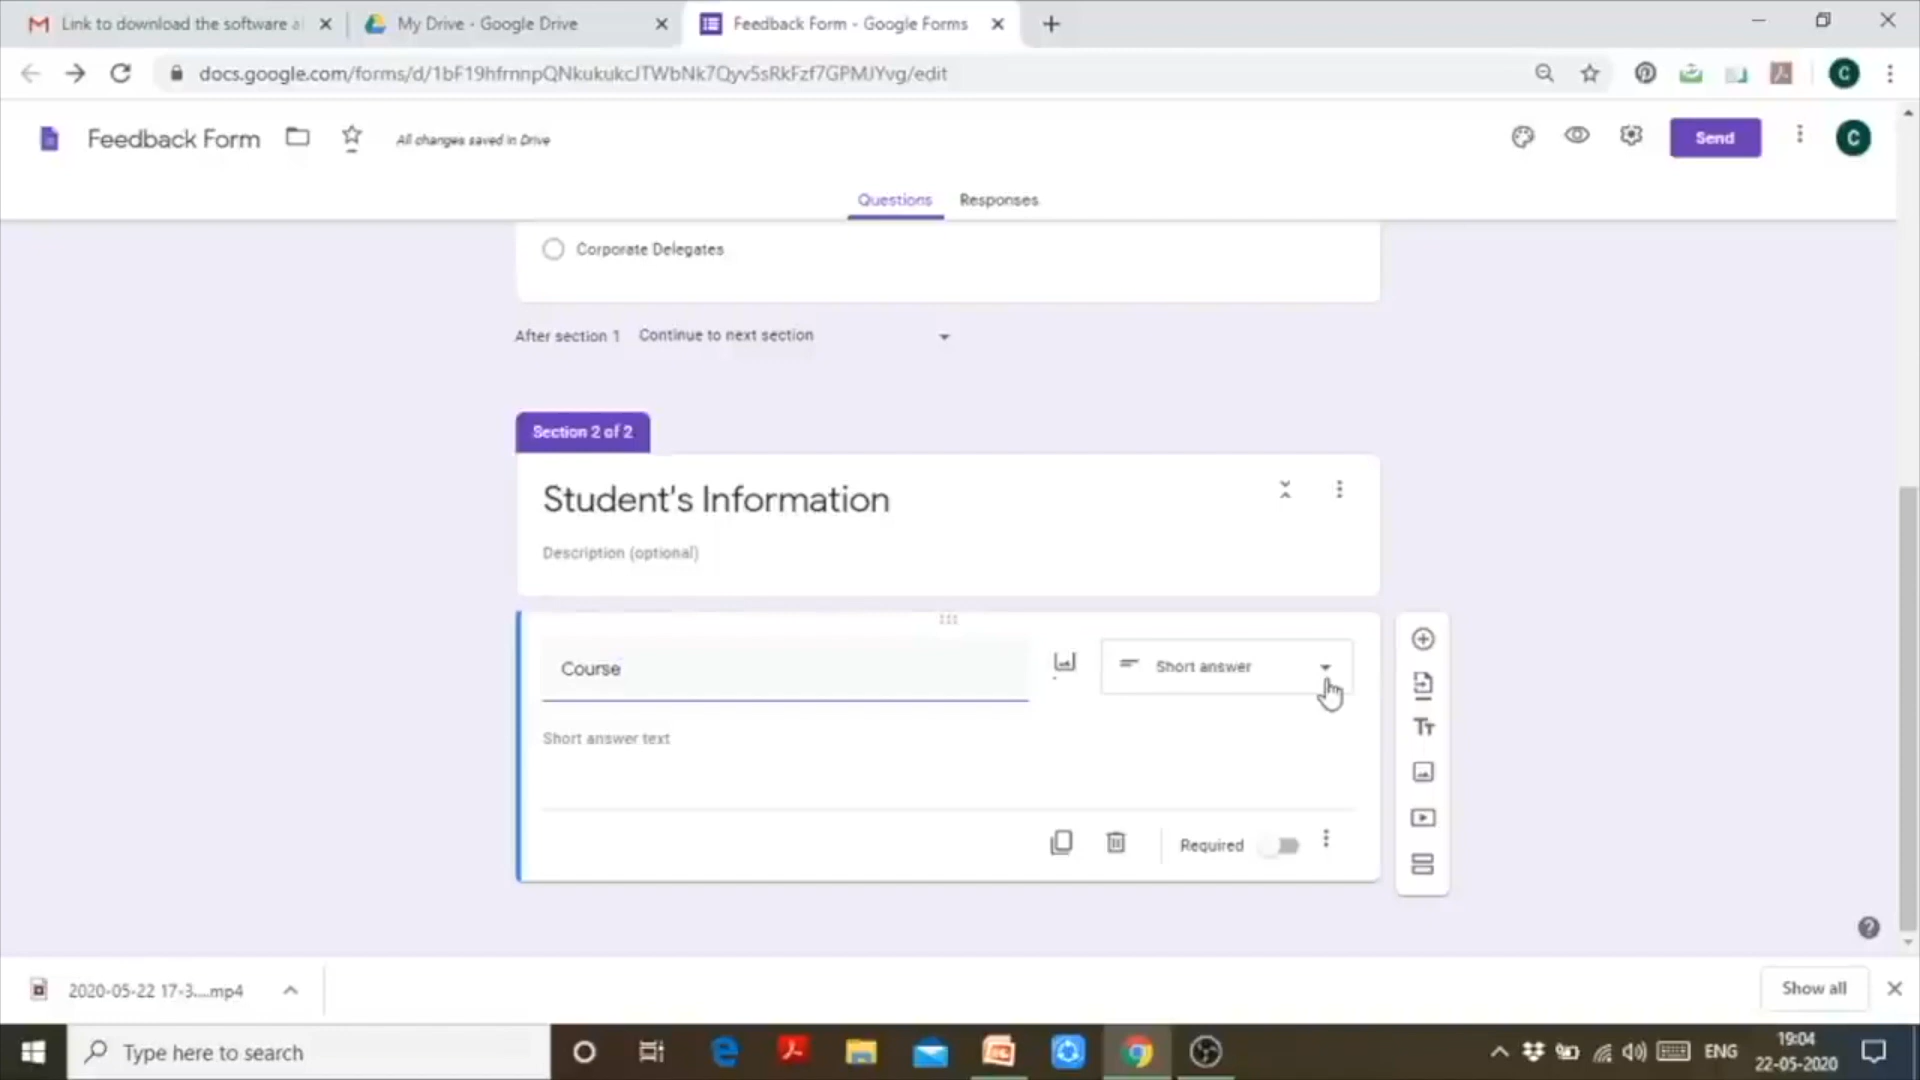 Link to download the software a
My Drive - Google Drive
Feedback Form - Google Forms
docs.google.com/forms/d/1bF19hfrnnpQNkukukcJTWbNk7Qyv5sRkFzf7GPMJYvg/edit
C
Feedback Form
All changes saved in Drive
Send
C
Questions
Responses
Corporate Delegates
After section 1
Continue to next section
Section 2 of 2
Student's Information
Description (optional)
Course
Short answer
Tт
Short answer text
Required
2020-05-22 17-3....mp4
Show all
Type here to search
ENG
19:04
22-05-2020